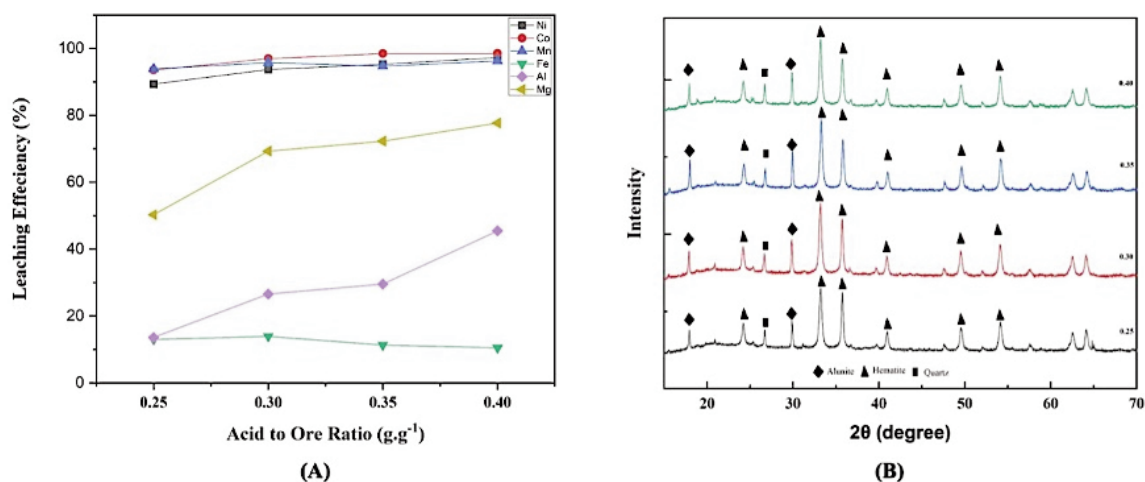 Ni
Co
Mn
Fe
Al
Mg
100
80
60
40
20
0
Leaching Effeciency (%)
0.25 0.30 0.35 0.40
Acid to Ore Ratio (g.g⁻¹)
(A)
Intensity
0.40
0.35
0.30
0.25
Alunite Hematite Quartz
20 30 40 50 60 70
2θ (degree)
(B)